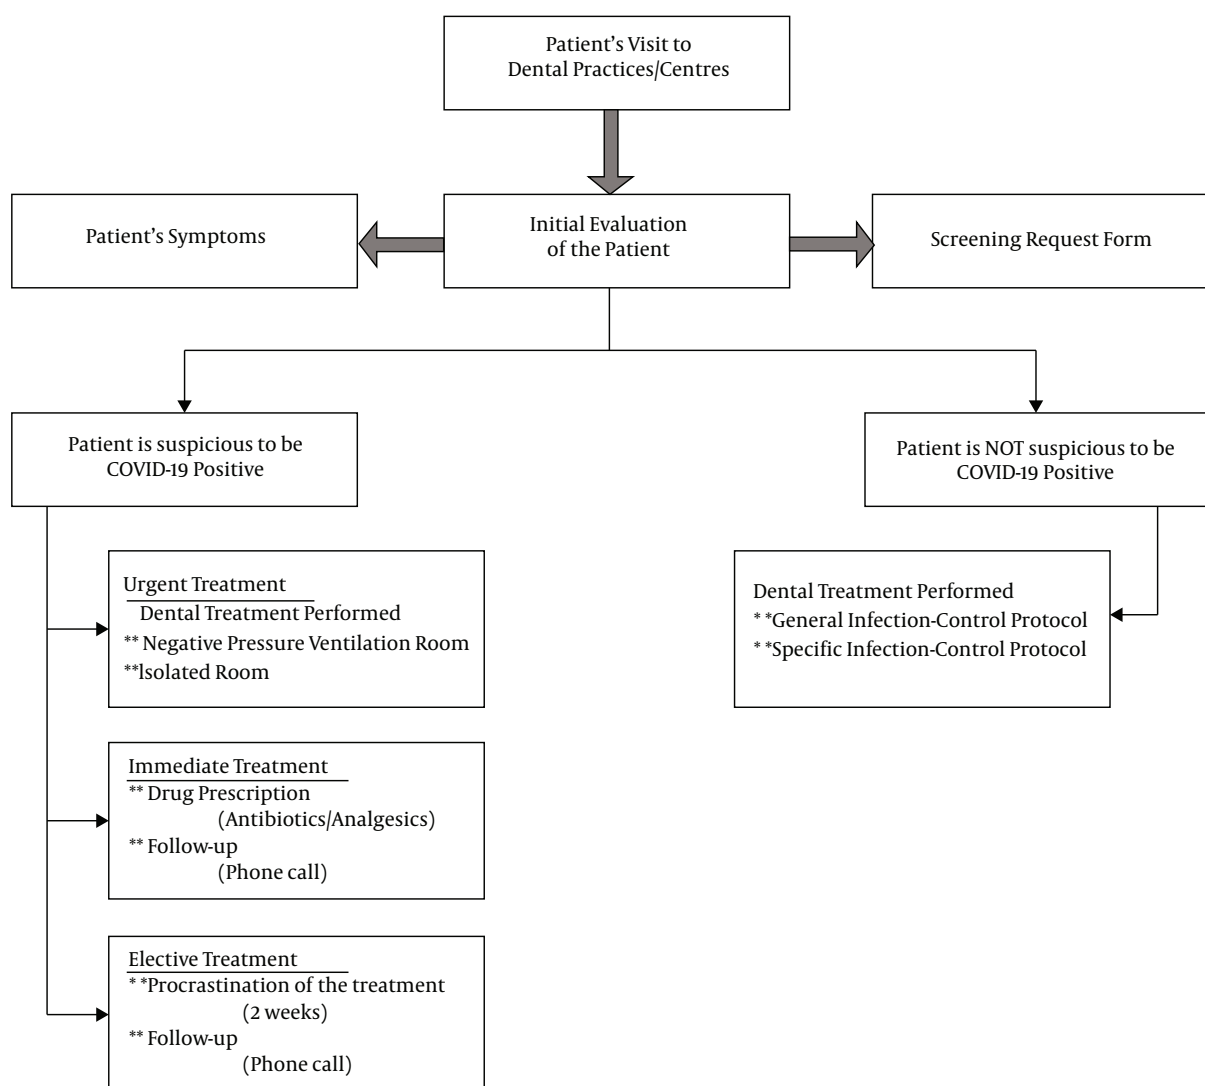 Patient's Visit to
Dental Practices/Centres
Patient's Symptoms
Initial Evaluation
of the Patient
Screening Request Form
Patient is suspicious to be
COVID-19 Positive
Patient is NOT suspicious to be
COVID-19 Positive
Urgent Treatment
Dental Treatment Performed
** Negative Pressure Ventilation Room
**Isolated Room
Dental Treatment Performed
* *General Infection-Control Protocol
* *Specific Infection-Control Protocol
Immediate Treatment
** Drug Prescription
(Antibiotics/Analgesics)
** Follow-up
(Phone call)
Elective Treatment
* *Procrastination of the treatment
(2 weeks)
** Follow-up
(Phone call)